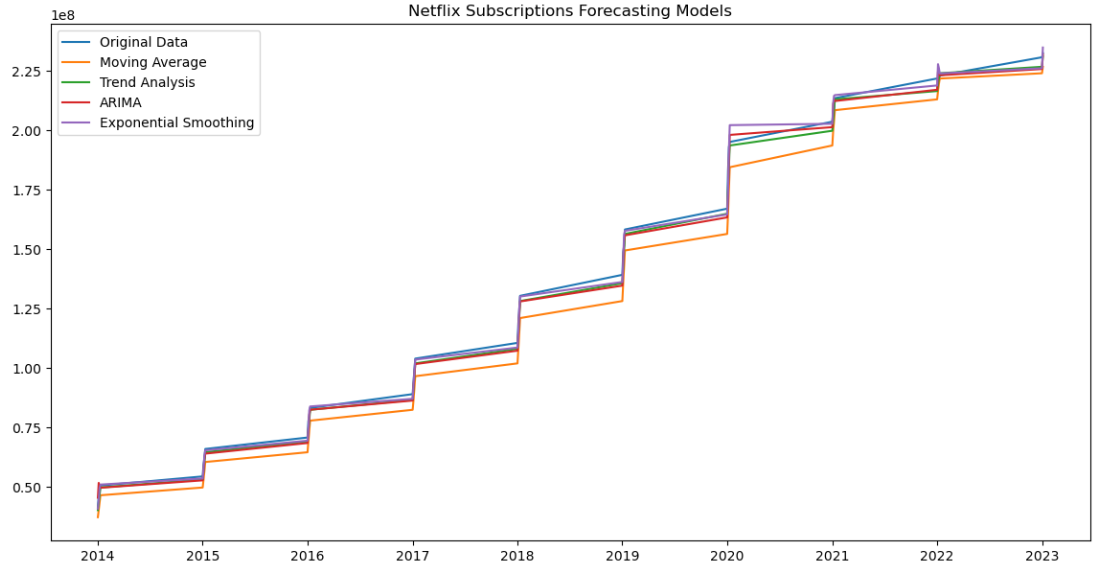 Netflix Subscriptions Forecasting Models
1e8
Original Data
Moving Average
Trend Analysis
ARIMA
Exponential Smoothing
2.25
2.00
1.75
1.50
1.25
1.00
0.75
0.50
2014 2015 2016 2017 2018 2019 2020 2021 2022 2023